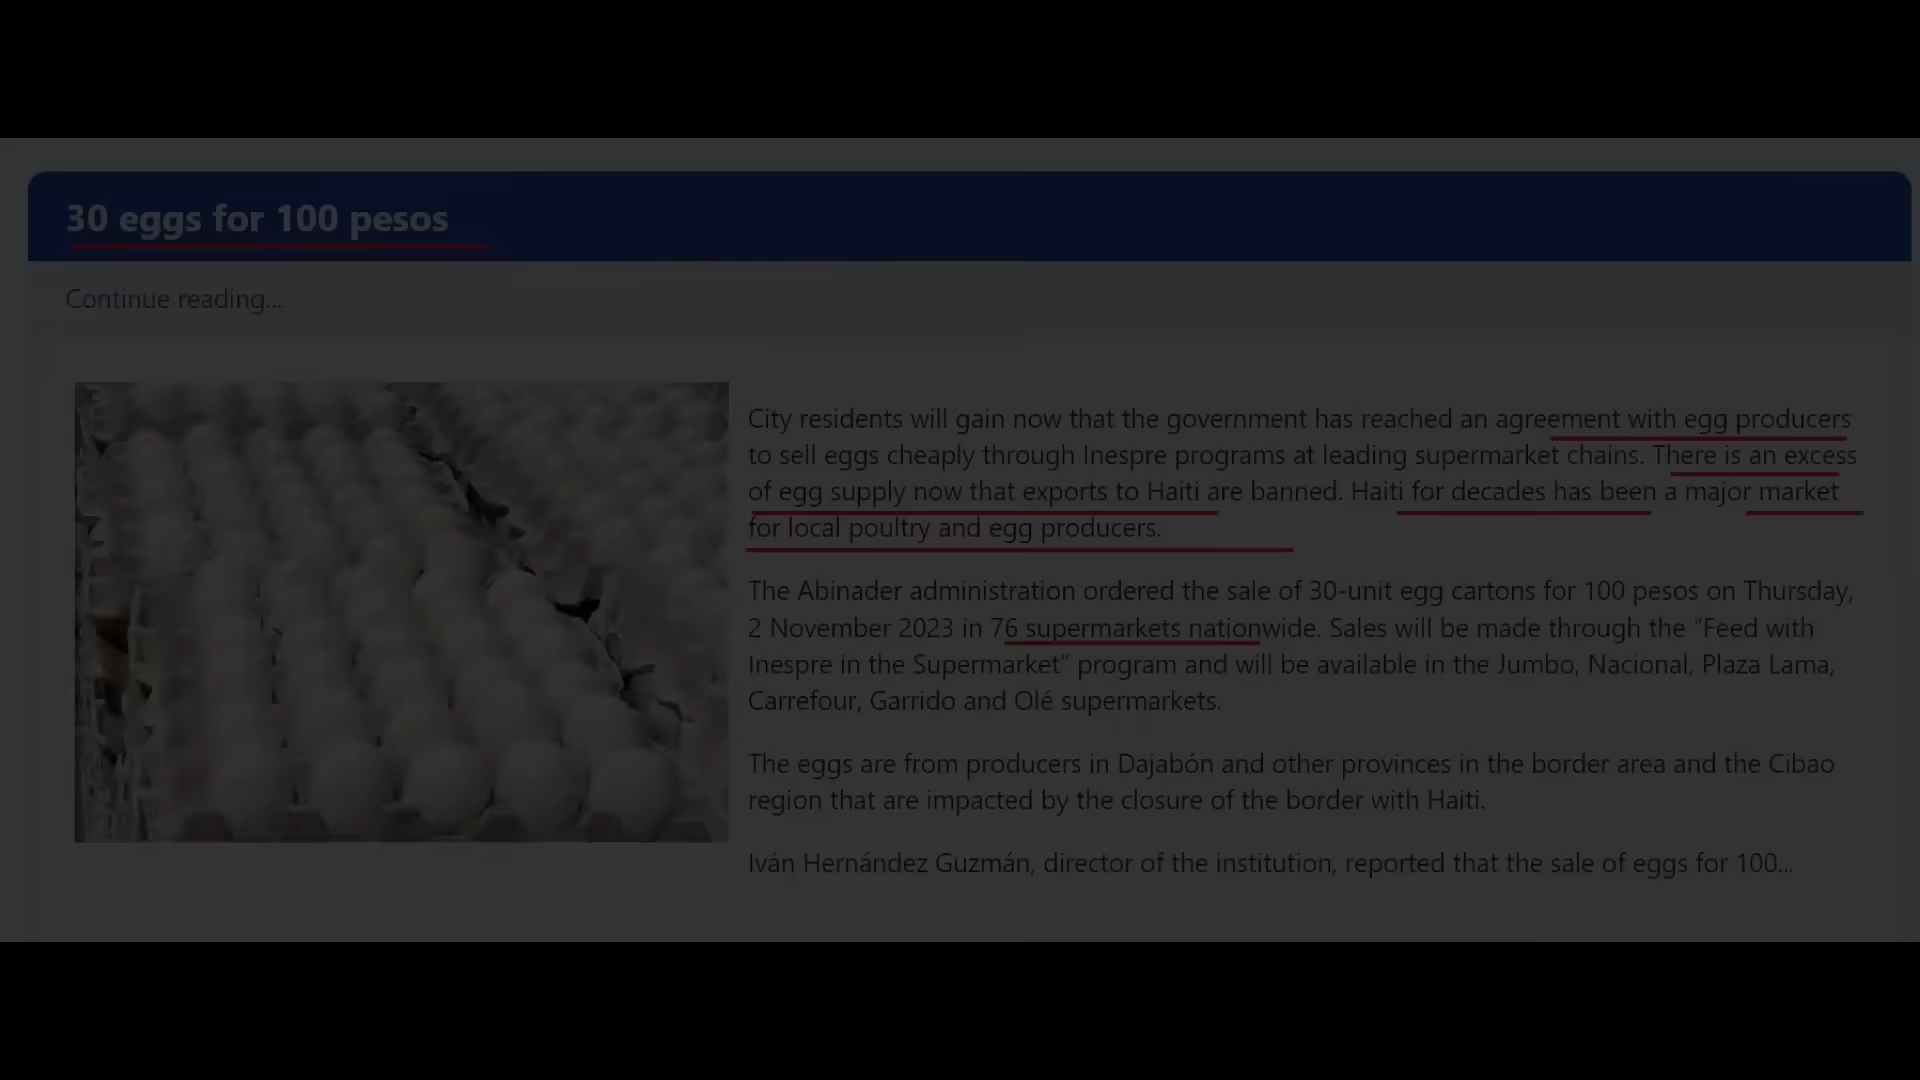 30 eggs for 100 pesos
Continue reading...
City residents will gain now that the government has reached an agreement with egg producers
to sell eggs cheaply through Inespre programs at leading supermarket chains. There is an excess
of egg supply now that exports to Haiti are banned. Haiti for decades has been a major market
for local poultry and egg producers.
The Abinader administration ordered the sale of 30-unit egg cartons for 100 pesos on Thursday,
2 November 2023 in 76 supermarkets nationwide. Sales will be made through the “Feed with
Inespre in the Supermarket” program and will be available in the Jumbo, Nacional, Plaza Lama,
Carrefour, Garrido and Olé supermarkets.
The eggs are from producers in Dajabón and other provinces in the border area and the Cibao
region that are impacted by the closure of the border with Haiti.
Iván Hernández Guzmán, director of the institution, reported that the sale of eggs for 100...